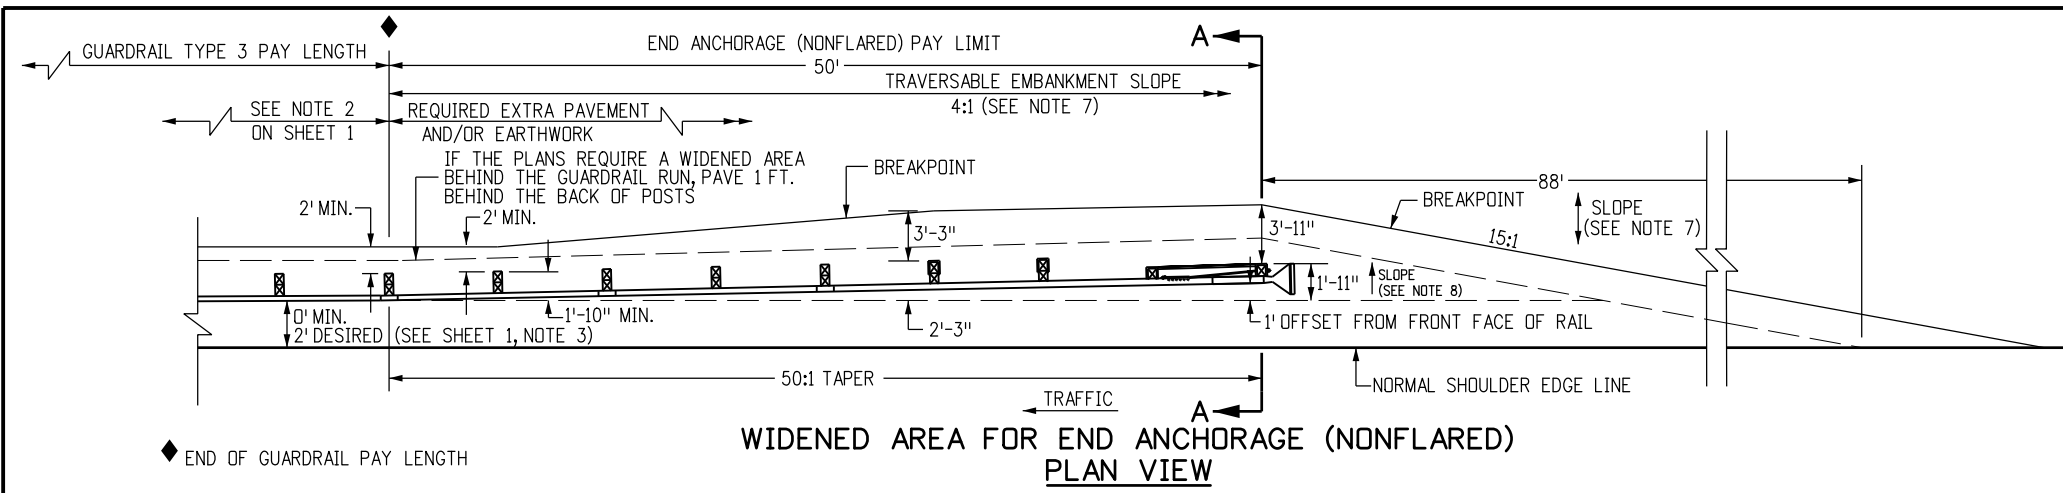 A
GUARDRAIL TYPE 3 PAY LENGTH
END ANCHORAGE (NONFLARED) PAY LIMIT
50'
TRAVERSABLE EMBANKMENT SLOPE
4:1 (SEE NOTE 7)
SEE NOTE 2
ON SHEET 1
REQUIRED EXTRA PAVEMENT
AND/OR EARTHWORK
IF THE PLANS REQUIRE A WIDENED AREA
BEHIND THE GUARDRAIL RUN, PAVE 1 FT.
BEHIND THE BACK OF POSTS
BREAKPOINT
88'
BREAKPOINT
SLOPE
(SEE NOTE 7)
2' MIN.
2' MIN.
3'-3"
3'-11"
15:1
1'-11"
SLOPE
(SEE NOTE 8)
0' MIN.
2' DESIRED (SEE SHEET 1, NOTE 3)
1'-10" MIN.
2'-3"
1' OFFSET FROM FRONT FACE OF RAIL
50:1 TAPER
NORMAL SHOULDER EDGE LINE
TRAFFIC
A
WIDENED AREA FOR END ANCHORAGE (NONFLARED)
PLAN VIEW
END OF GUARDRAIL PAY LENGTH